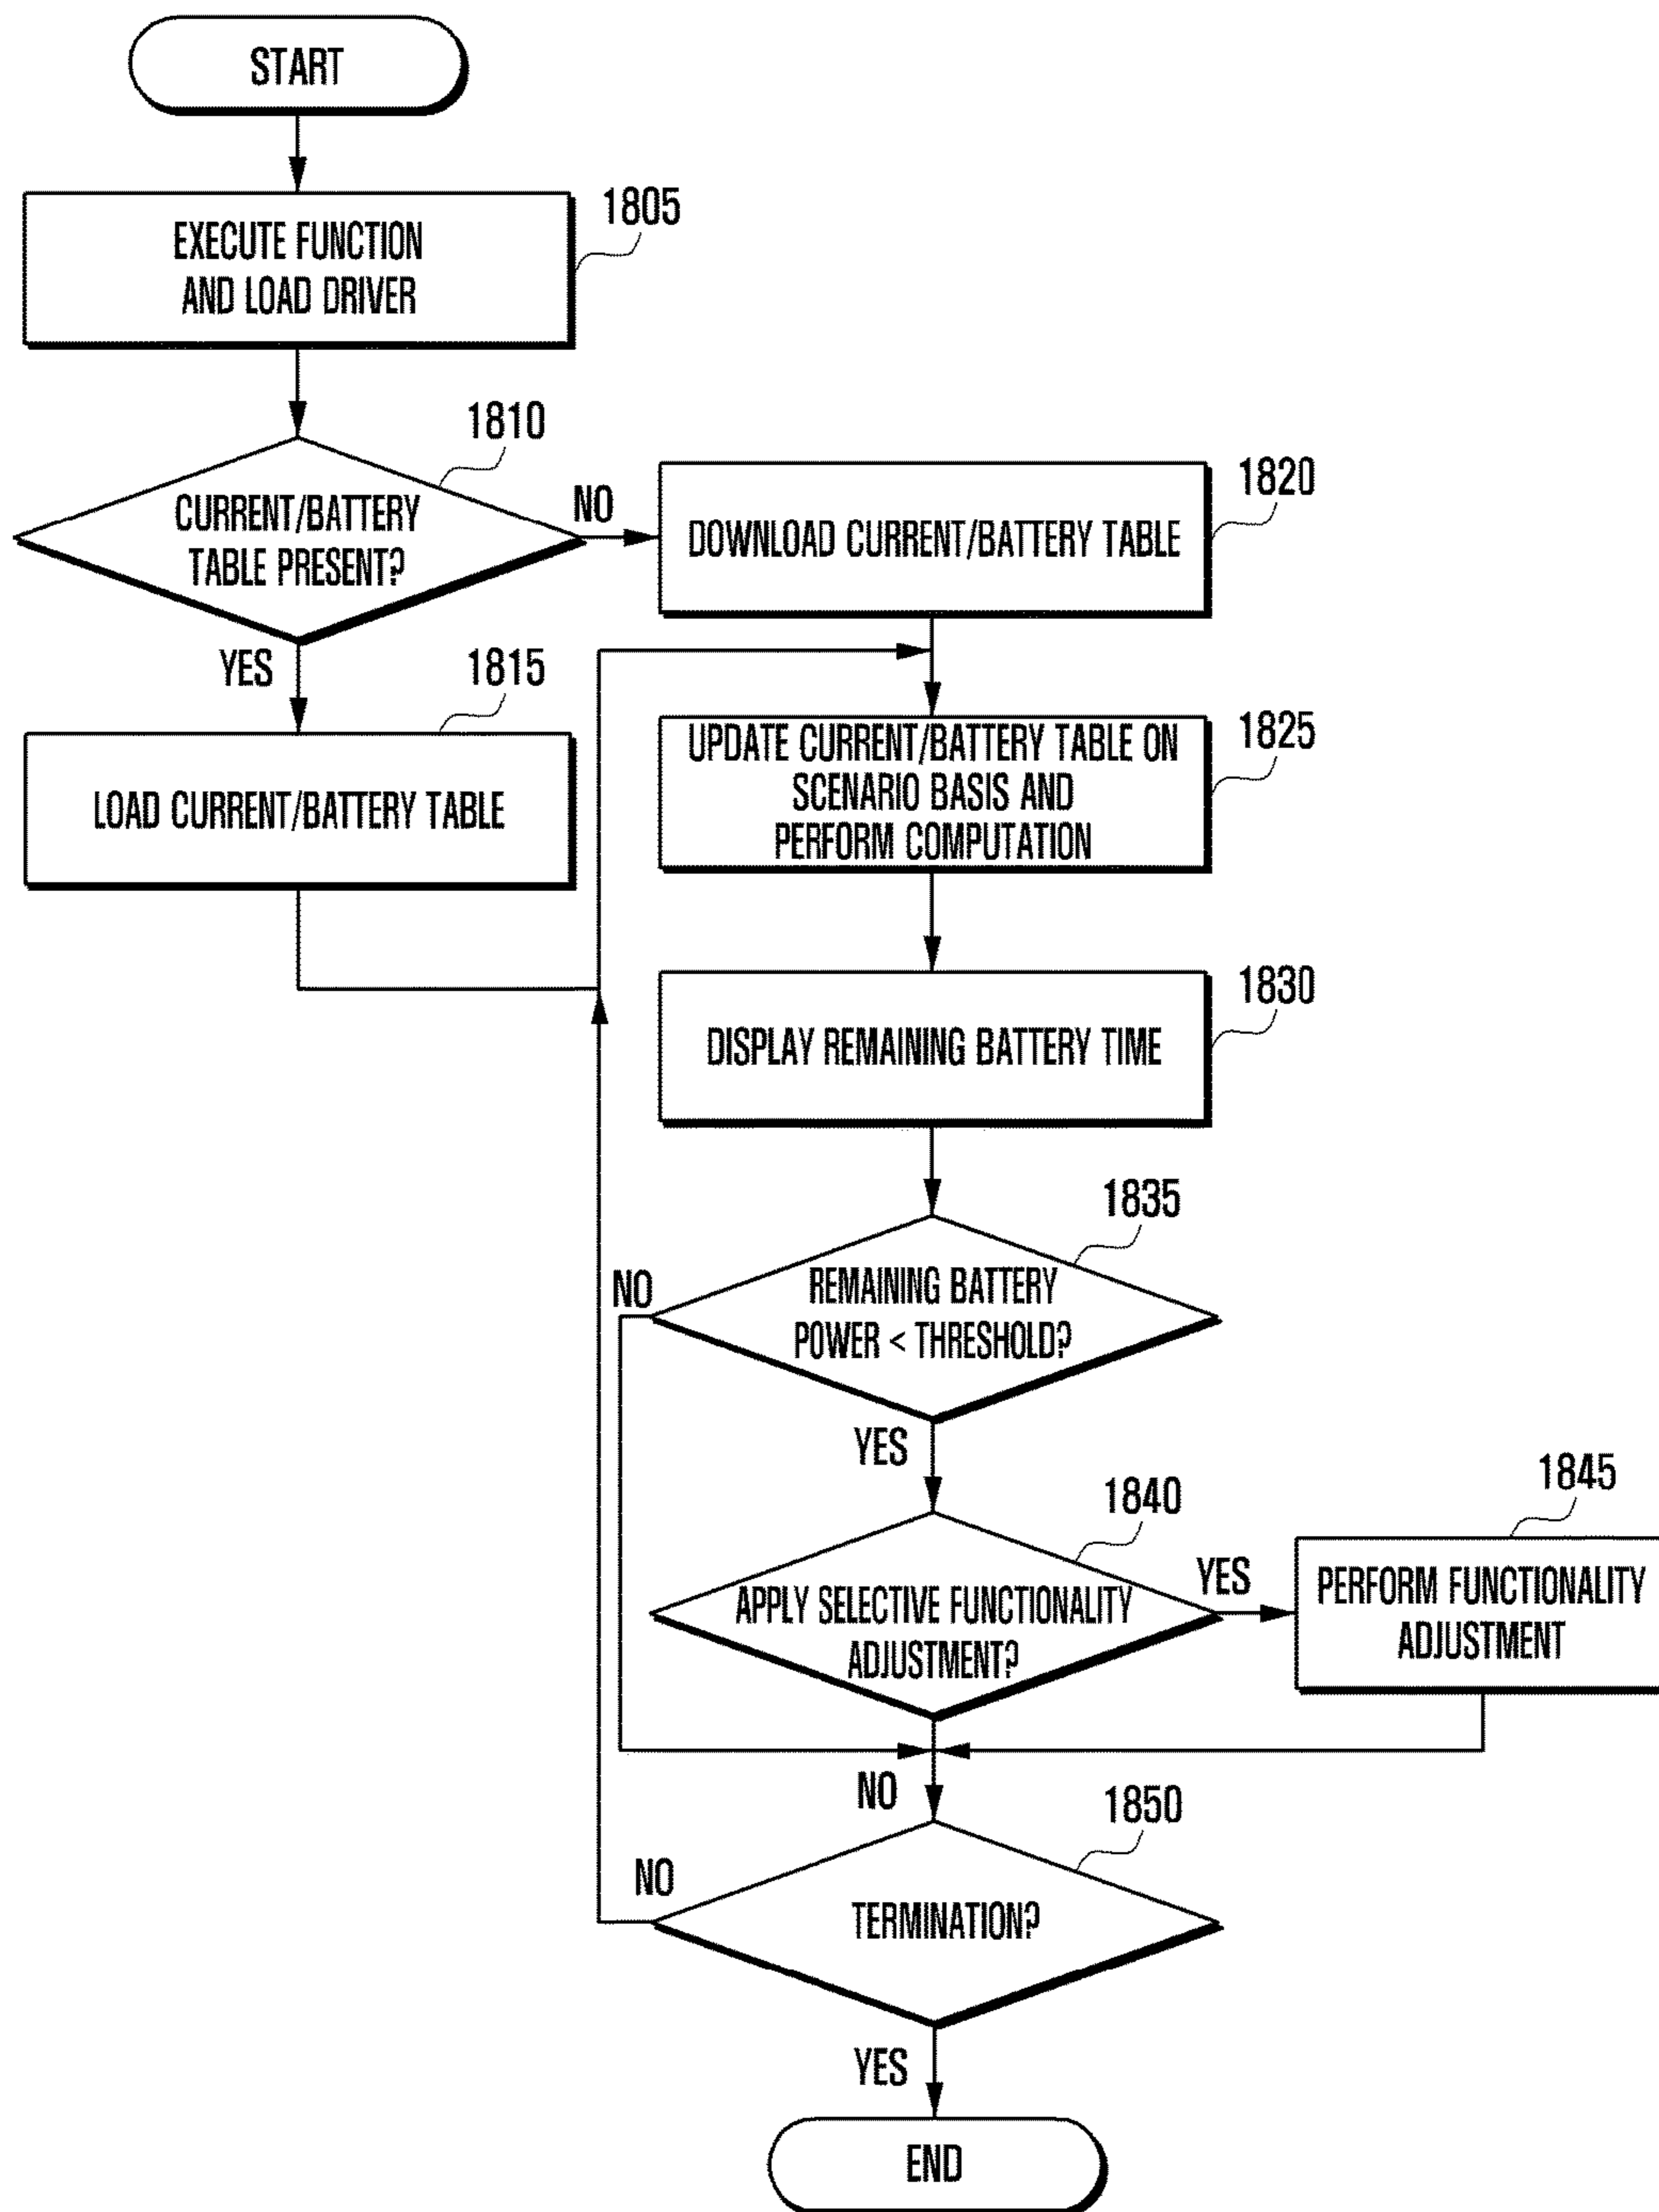 START
1805
EXECUTE FUNCTION
AND LOAD DRIVER
1810
CURRENT/BATTERY
TABLE PRESENT?
NO
1820
DOWNLOAD CURRENT/BATTERY TABLE
YES
1815
LOAD CURRENT/BATTERY TABLE
1825
UPDATE CURRENT/BATTERY TABLE ON
SCENARIO BASIS AND
PERFORM COMPUTATION
1830
DISPLAY REMAINING BATTERY TIME
1835
REMAINING BATTERY
POWER < THRESHOLD?
NO
YES
1840
APPLY SELECTIVE FUNCTIONALITY
ADJUSTMENT?
YES
1845
PERFORM FUNCTIONALITY
ADJUSTMENT
NO
1850
TERMINATION?
NO
YES
END